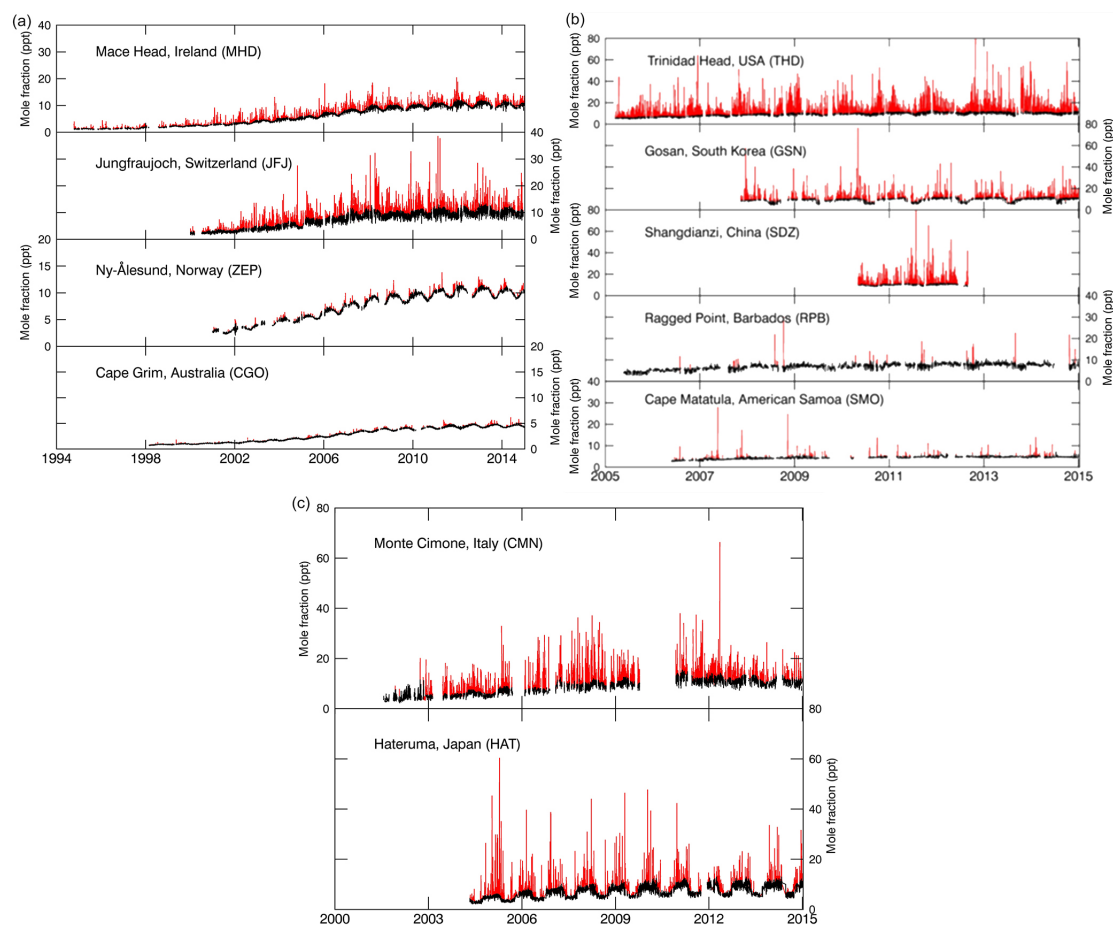 (a)
40
30
20
10
0
Mole fraction (ppt)
Mace Head, Ireland (MHD)
40
30
20
10
0
Mole fraction (ppt)
Jungfraujoch, Switzerland (JFJ)
20
15
10
5
0
Mole fraction (ppt)
Ny-Ålesund, Norway (ZEP)
20
15
10
5
0
Mole fraction (ppt)
Cape Grim, Australia (CGO)
1994 1998 2002 2006 2010 2014
(b)
80
60
40
20
0
Mole fraction (ppt)
Trinidad Head, USA (THD)
80
60
40
20
0
Mole fraction (ppt)
Gosan, South Korea (GSN)
80
60
40
20
0
Mole fraction (ppt)
Shangdianzi, China (SDZ)
40
30
20
10
0
Mole fraction (ppt)
Ragged Point, Barbados (RPB)
40
30
20
10
0
Mole fraction (ppt)
Cape Matatula, American Samoa (SMO)
2005 2007 2009 2011 2013 2015
(c)
80
60
40
20
0
Mole fraction (ppt)
Monte Cimone, Italy (CMN)
80
60
40
20
0
Mole fraction (ppt)
Hateruma, Japan (HAT)
2000 2003 2006 2009 2012 2015